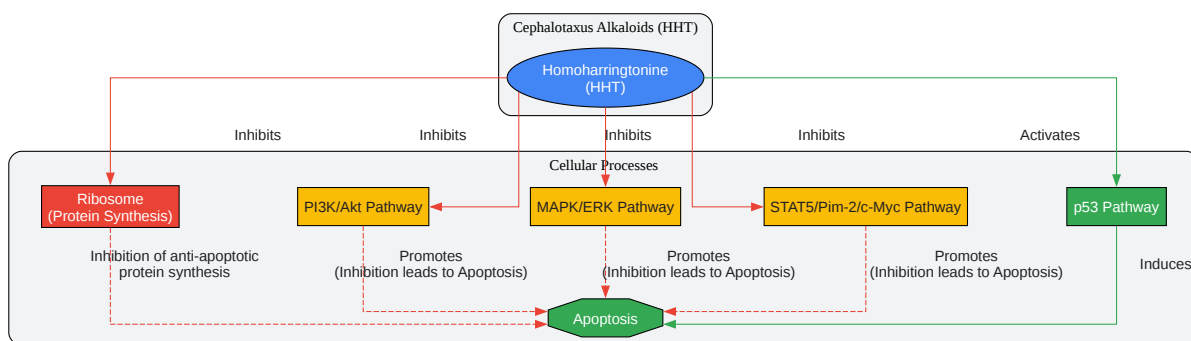 Cephalotaxus Alkaloids (HHT)
Homoharringtonine
(HHT)
Inhibits
Inhibits
Inhibits
Inhibits
Activates
Cellular Processes
Ribosome
(Protein Synthesis)
PI3K/Akt Pathway
MAPK/ERK Pathway
STAT5/Pim-2/c-Myc Pathway
p53 Pathway
Inhibition of anti-apoptotic
protein synthesis
Promotes
(Inhibition leads to Apoptosis)
Promotes
(Inhibition leads to Apoptosis)
Promotes
(Inhibition leads to Apoptosis)
Induces
Apoptosis